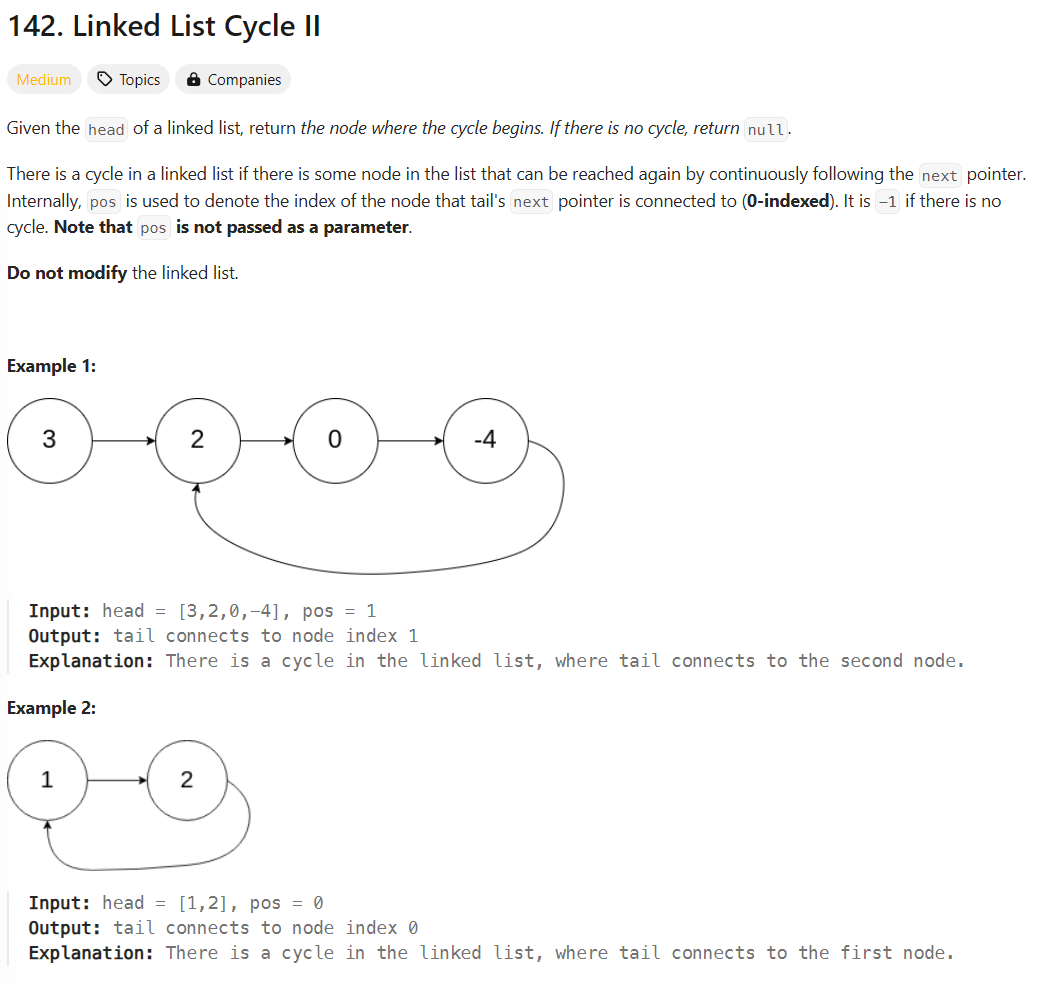 142. Linked List Cycle II
Medium Topics Companies
Given the head of a linked list, return the node where the cycle begins. If there is no cycle, return null.
There is a cycle in a linked list if there is some node in the list that can be reached again by continuously following the next pointer.
Internally, pos is used to denote the index of the node that tail's next pointer is connected to (0-indexed). It is -1 if there is no
cycle. Note that pos is not passed as a parameter.
Do not modify the linked list.
Example 1:
3 2 0 -4
Input: head = [3,2,0,-4], pos = 1
Output: tail connects to node index 1
Explanation: There is a cycle in the linked list, where tail connects to the second node.
Example 2:
1 2
Input: head = [1,2], pos = 0
Output: tail connects to node index 0
Explanation: There is a cycle in the linked list, where tail connects to the first node.